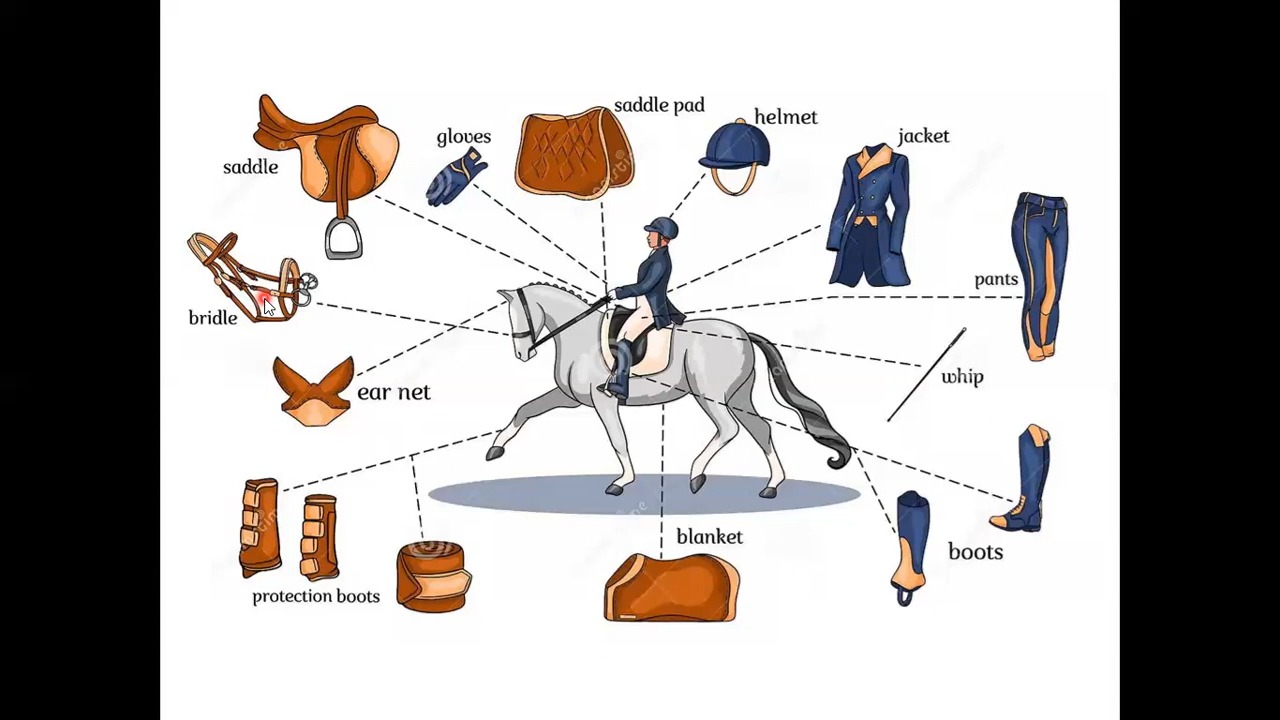 saddle pad
helmet
gloves
jacket
saddle
pants
bridle
whip
ear net
blanket
boots
protection boots